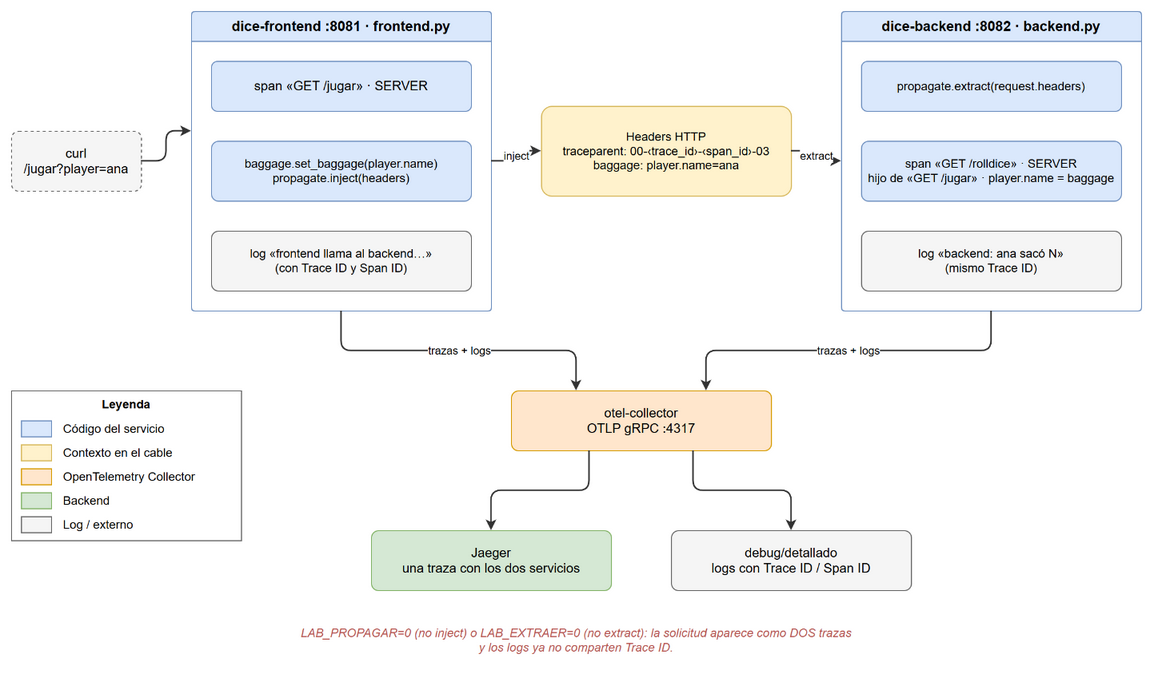 dice-frontend :8081 · frontend.py
span «GET /jugar» · SERVER
baggage.set_baggage(player.name)
propagate.inject(headers)
log «frontend llama al backend…»
(con Trace ID y Span ID)
curl
/jugar?player=ana
inject
Headers HTTP
traceparent: 00-‹trace_id›-‹span_id›-03
baggage: player.name=ana
extract
dice-backend :8082 · backend.py
propagate.extract(request.headers)
span «GET /rolldice» · SERVER
hijo de «GET /jugar» · player.name = baggage
log «backend: ana sacó N»
(mismo Trace ID)
trazas + logs
trazas + logs
otel-collector
OTLP gRPC :4317
Leyenda
Código del servicio
Contexto en el cable
OpenTelemetry Collector
Backend
Log / externo
Jaeger
una traza con los dos servicios
debug/detallado
logs con Trace ID / Span ID
LAB_PROPAGAR=0 (no inject) o LAB_EXTRAER=0 (no extract): la solicitud aparece como DOS trazas
y los logs ya no comparten Trace ID.